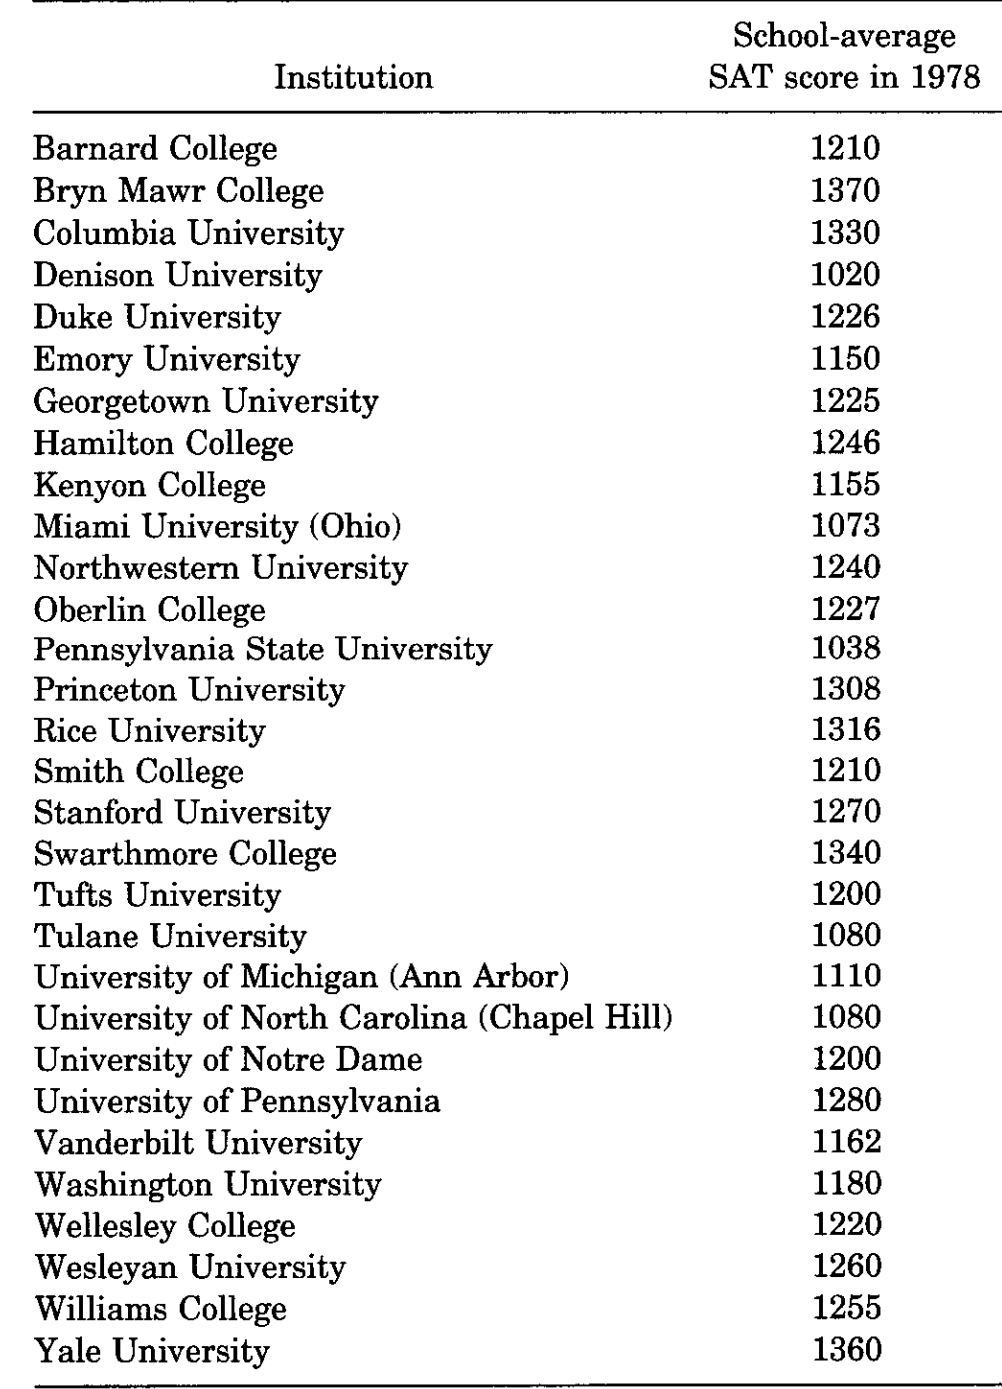 School-average
Institution SAT score in 1978
Barnard College 1210
Bryn Mawr College 1370
Columbia University 1330
Denison University 1020
Duke University 1226
Emory University 1150
Georgetown University 1225
Hamilton College 1246
Kenyon College 1155
Miami University (Ohio) 1073
Northwestern University 1240
Oberlin College 1227
Pennsylvania State University 1038
Princeton University 1308
Rice University 1316
Smith College 1210
Stanford University 1270
Swarthmore College 1340
Tufts University 1200
Tulane University 1080
University of Michigan (Ann Arbor) 1110
University of North Carolina (Chapel Hill) 1080
University of Notre Dame 1200
University of Pennsylvania 1280
Vanderbilt University 1162
Washington University 1180
Wellesley College 1220
Wesleyan University 1260
Williams College 1255
Yale University 1360